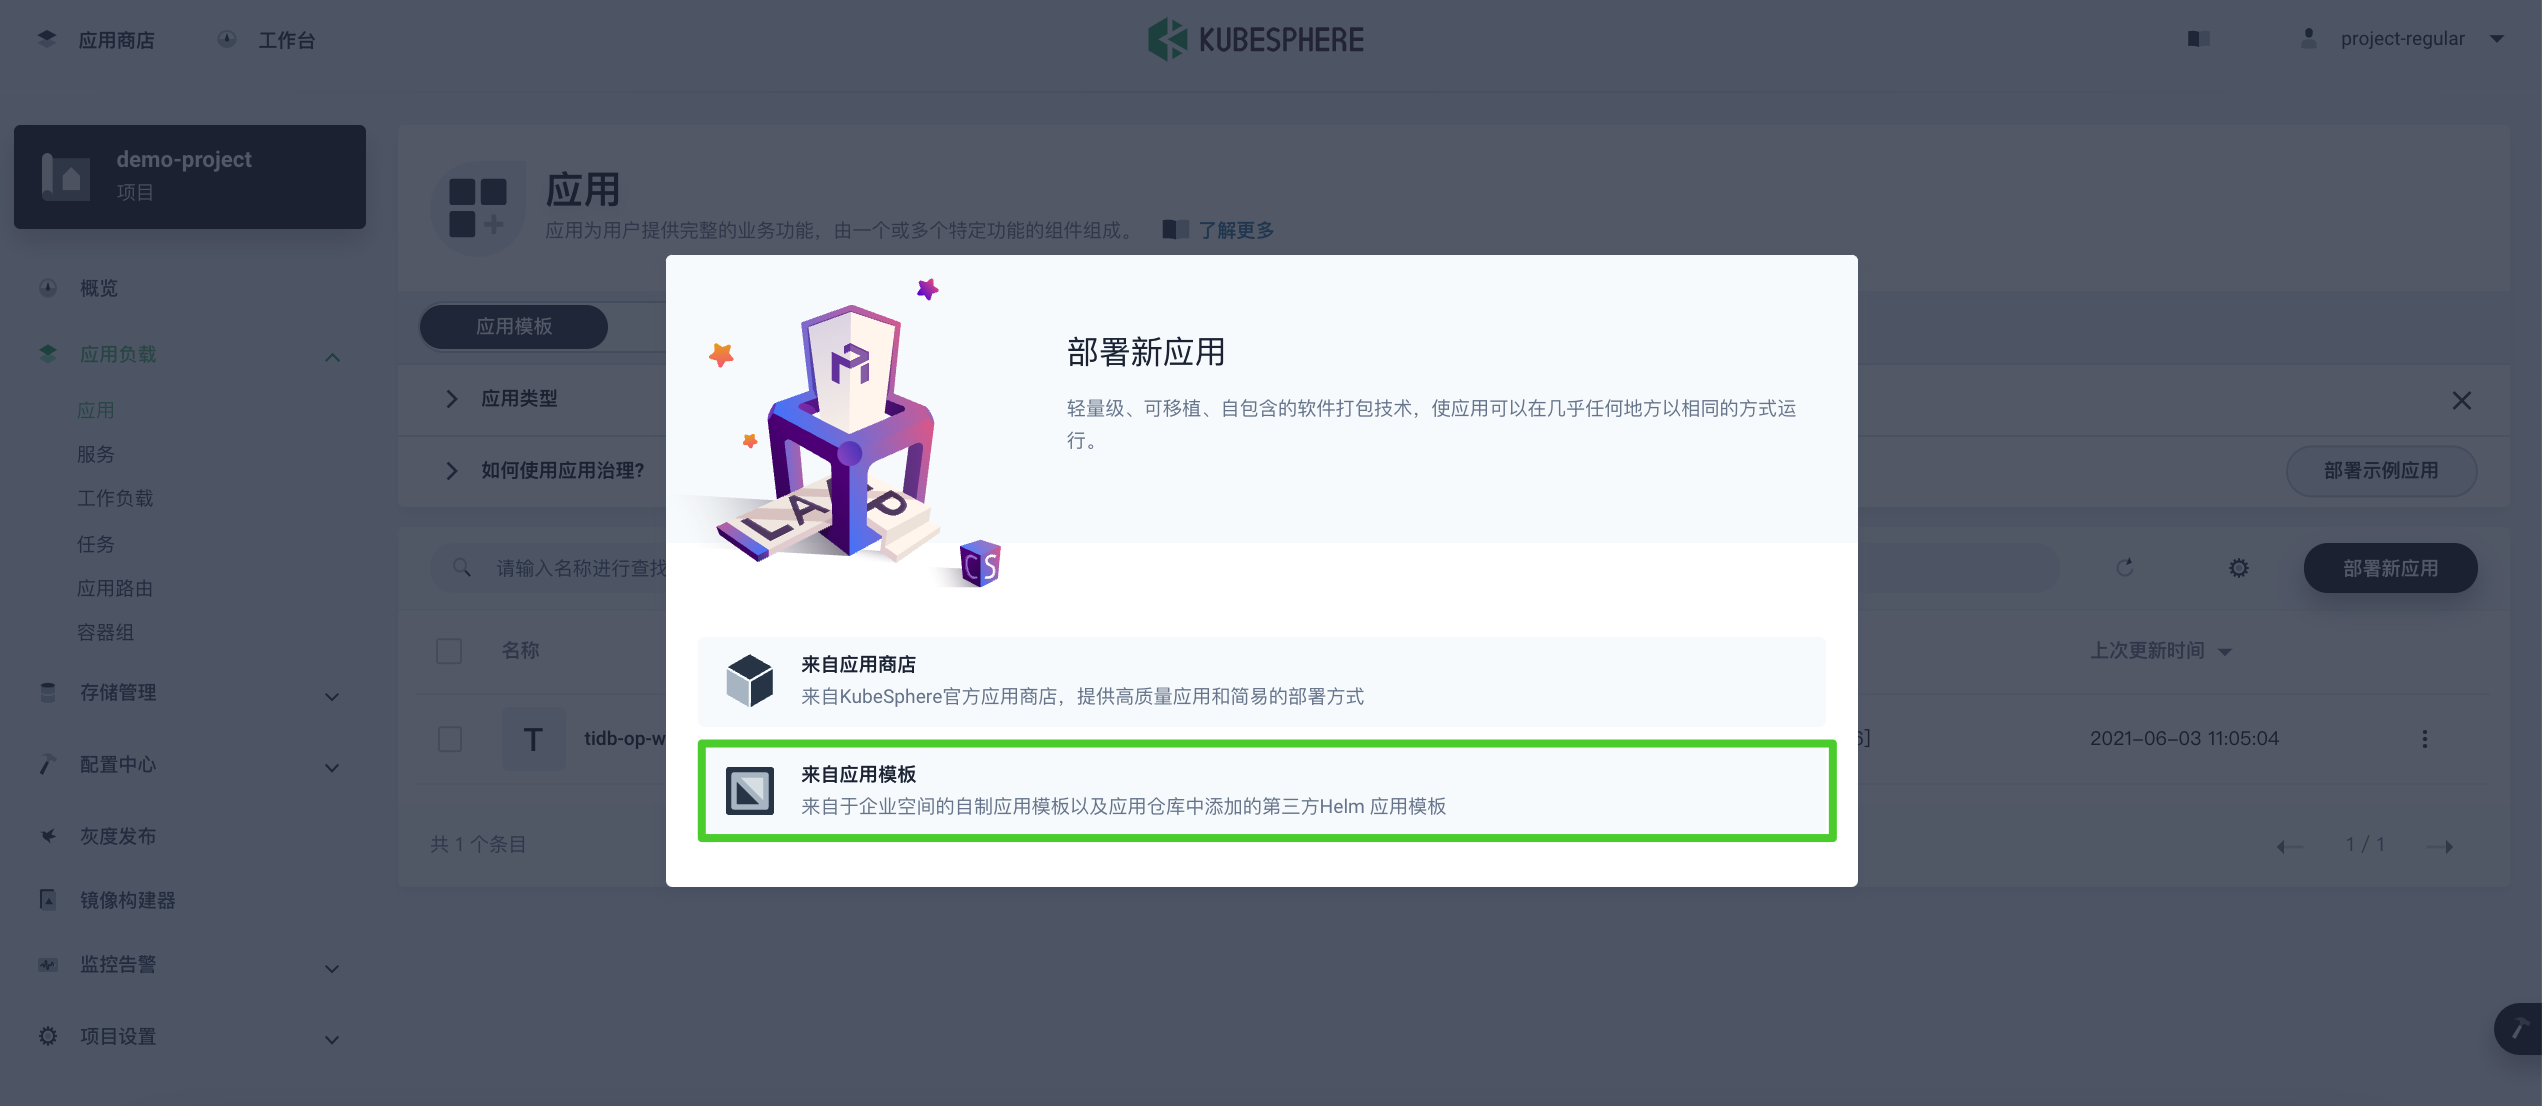 应用商店
工作台
KUBESPHERE
project-regular
demo-project
项目
概览
应用负载
应用
服务
工作负载
任务
应用路由
容器组
存储管理
配置中心
灰度发布
镜像构建器
监控告警
项目设置
应用
应用为用户提供完整的业务功能，由一个或多个特定功能的组件组成。
了解更多
应用模板
应用类型
如何使用应用治理?
部署示例应用
请输入名称进行查找
部署新应用
名称
上次更新时间
T
tidb-op-w
6]
2021-06-03 11:05:04
共 1 个条目
1 / 1
LAMP
CS
部署新应用
轻量级、可移植、自包含的软件打包技术，使应用可以在几乎任何地方以相同的方式运
行。
来自应用商店
来自KubeSphere官方应用商店，提供高质量应用和简易的部署方式
来自应用模板
来自于企业空间的自制应用模板以及应用仓库中添加的第三方Helm 应用模板